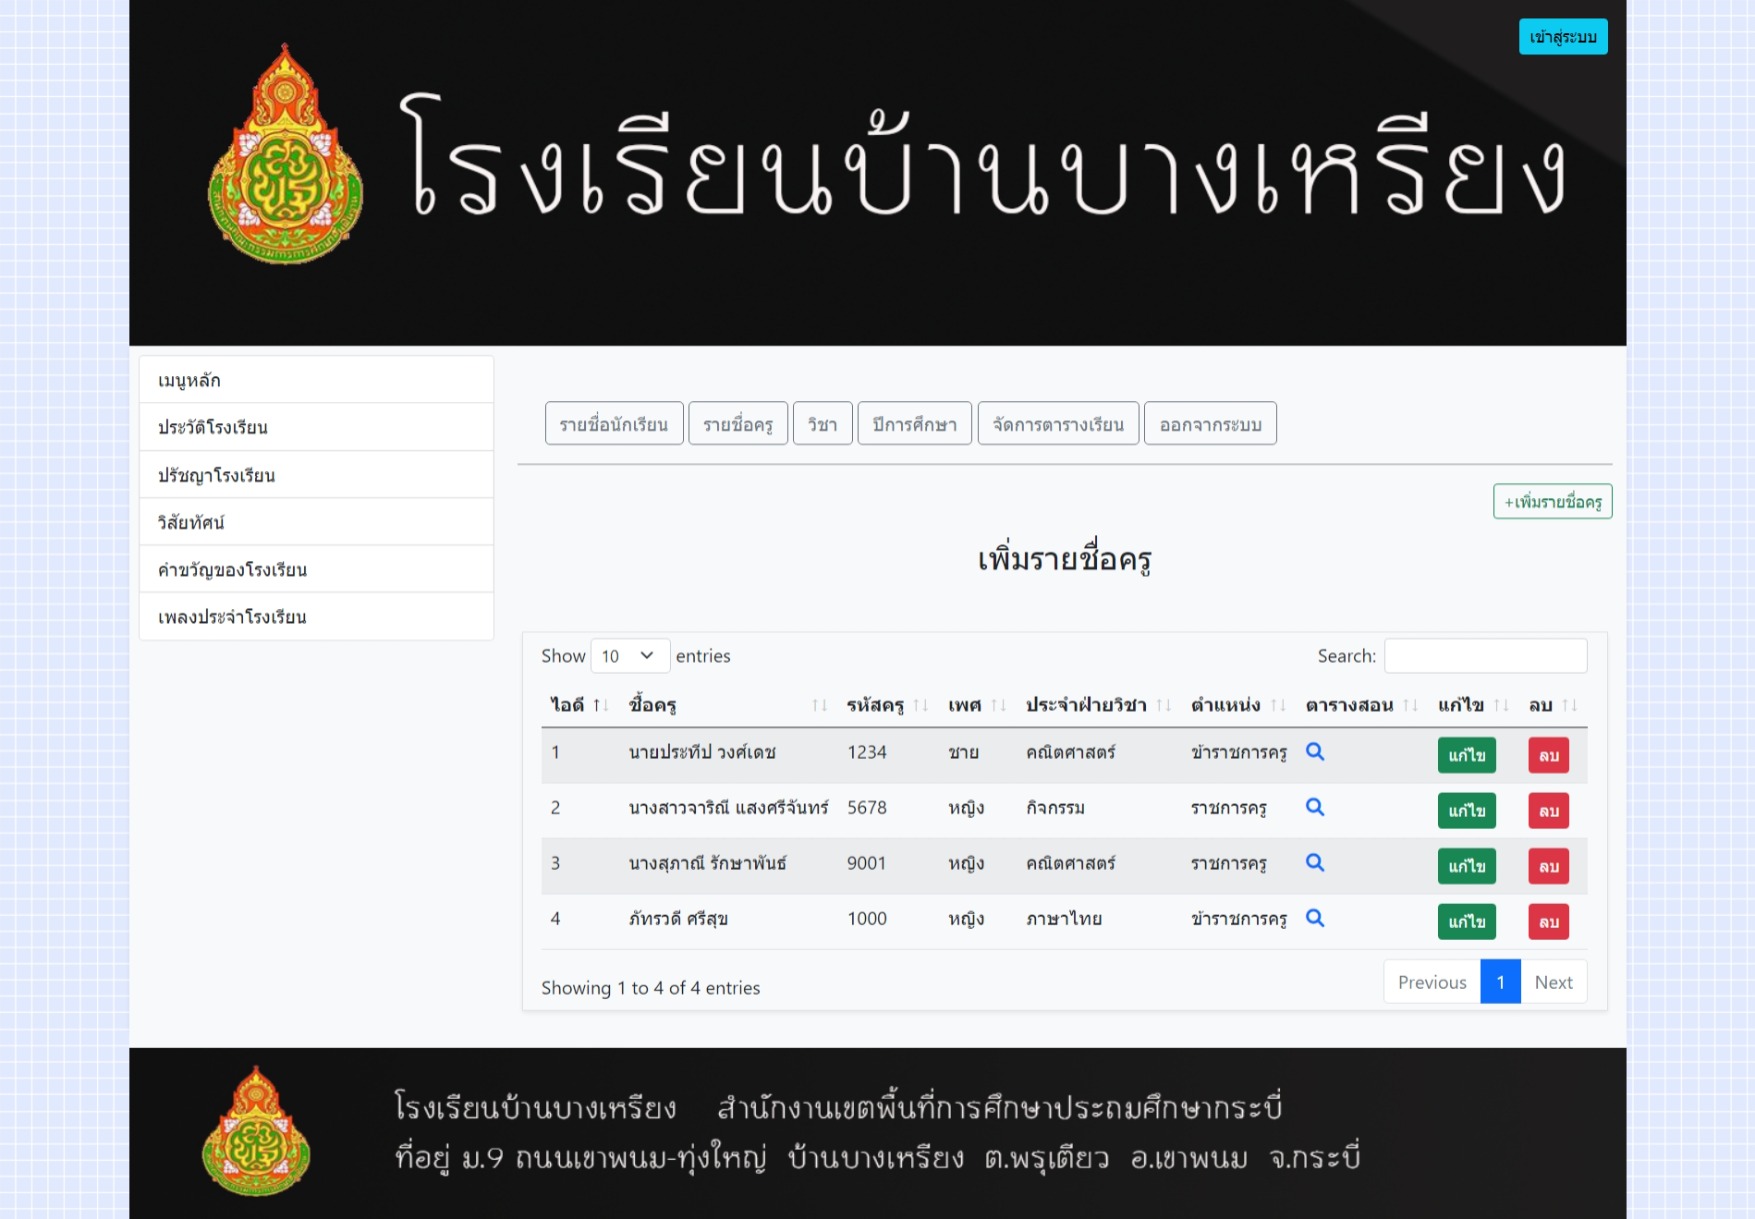 เข้าสู่ระบบ
โรงเรียนบ้านบางเหรียง
เมนูหลัก
ประวัติโรงเรียน
ปรัชญาโรงเรียน
วิสัยทัศน์
คำขวัญของโรงเรียน
เพลงประจำโรงเรียน
รายชื่อนักเรียน รายชื่อครู วิชา ปีการศึกษา จัดการตารางเรียน ออกจากระบบ
+เพิ่มรายชื่อครู
เพิ่มรายชื่อครู
Show 10 entries Search:
ไอดี ชื่อครู รหัสครู เพศ ประจำฝ่ายวิชา ตำแหน่ง ตารางสอน แก้ไข ลบ
1 นายประทีป วงศ์เดช 1234 ชาย คณิตศาสตร์ ข้าราชการครู แก้ไข ลบ
2 นางสาวจาริณี แสงศรีจันทร์ 5678 หญิง กิจกรรม ราชการครู แก้ไข ลบ
3 นางสุภาณี รักษาพันธ์ 9001 หญิง คณิตศาสตร์ ราชการครู แก้ไข ลบ
4 ภัทรวดี ศรีสุข 1000 หญิง ภาษาไทย ข้าราชการครู แก้ไข ลบ
Showing 1 to 4 of 4 entries Previous 1 Next
โรงเรียนบ้านบางเหรียง สำนักงานเขตพื้นที่การศึกษาประถมศึกษากระบี่
ที่อยู่ ม.9 ถนนเขาพนม-ทุ่งใหญ่ บ้านบางเหรียง ต.พรุเตียว อ.เขาพนม จ.กระบี่